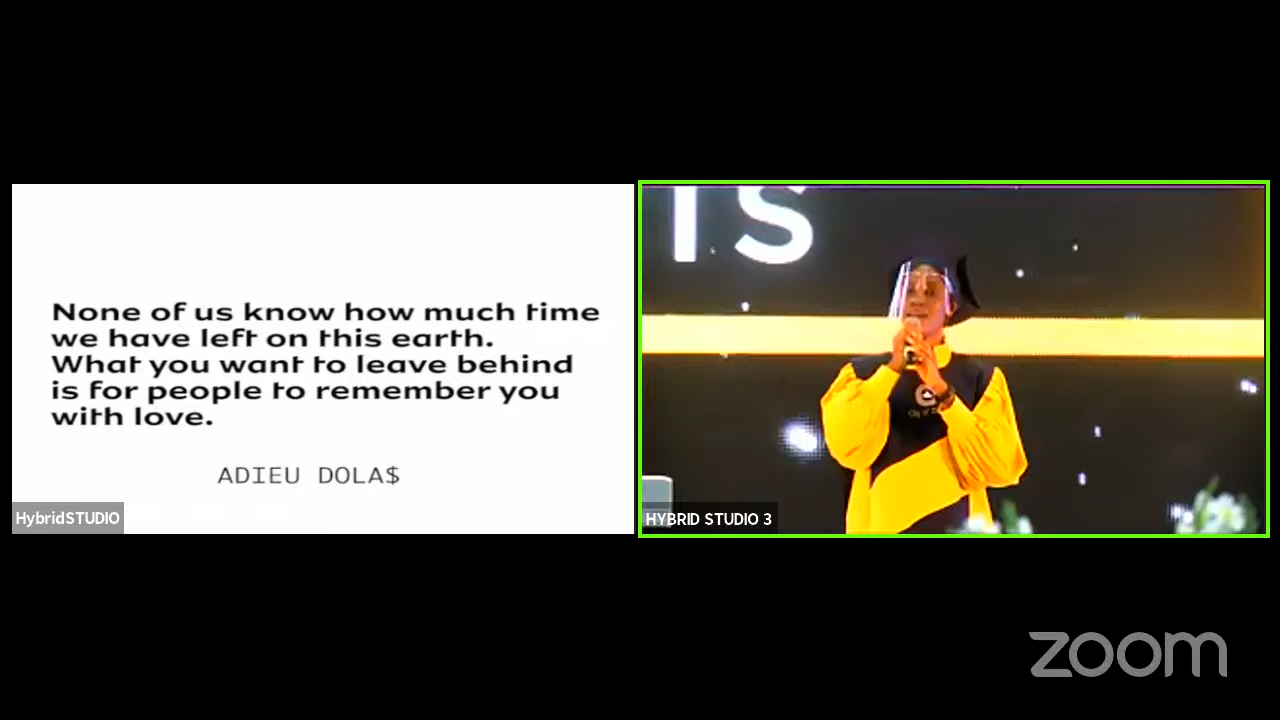 None of us know how much time
we have left on this earth.
What you want to leave behind
is for people to remember you
with love.
ADIEU DOLA$
HybridSTUDIO
TS
HYBRID STUDIO 3
zoom